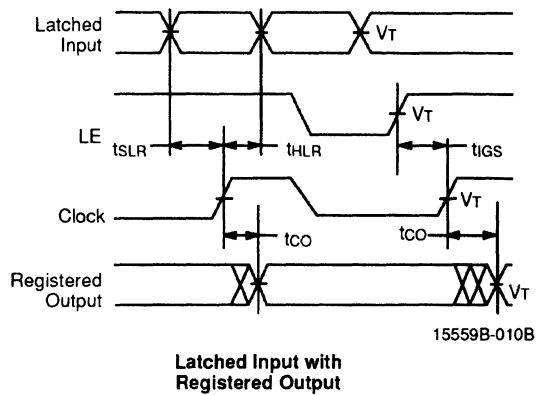 Latched
Input
VT
LE
VT
tSLR
tHLR
tIGS
Clock
VT
tCO
tCO
Registered
Output
VT
15559B-010B
Latched Input with
Registered Output